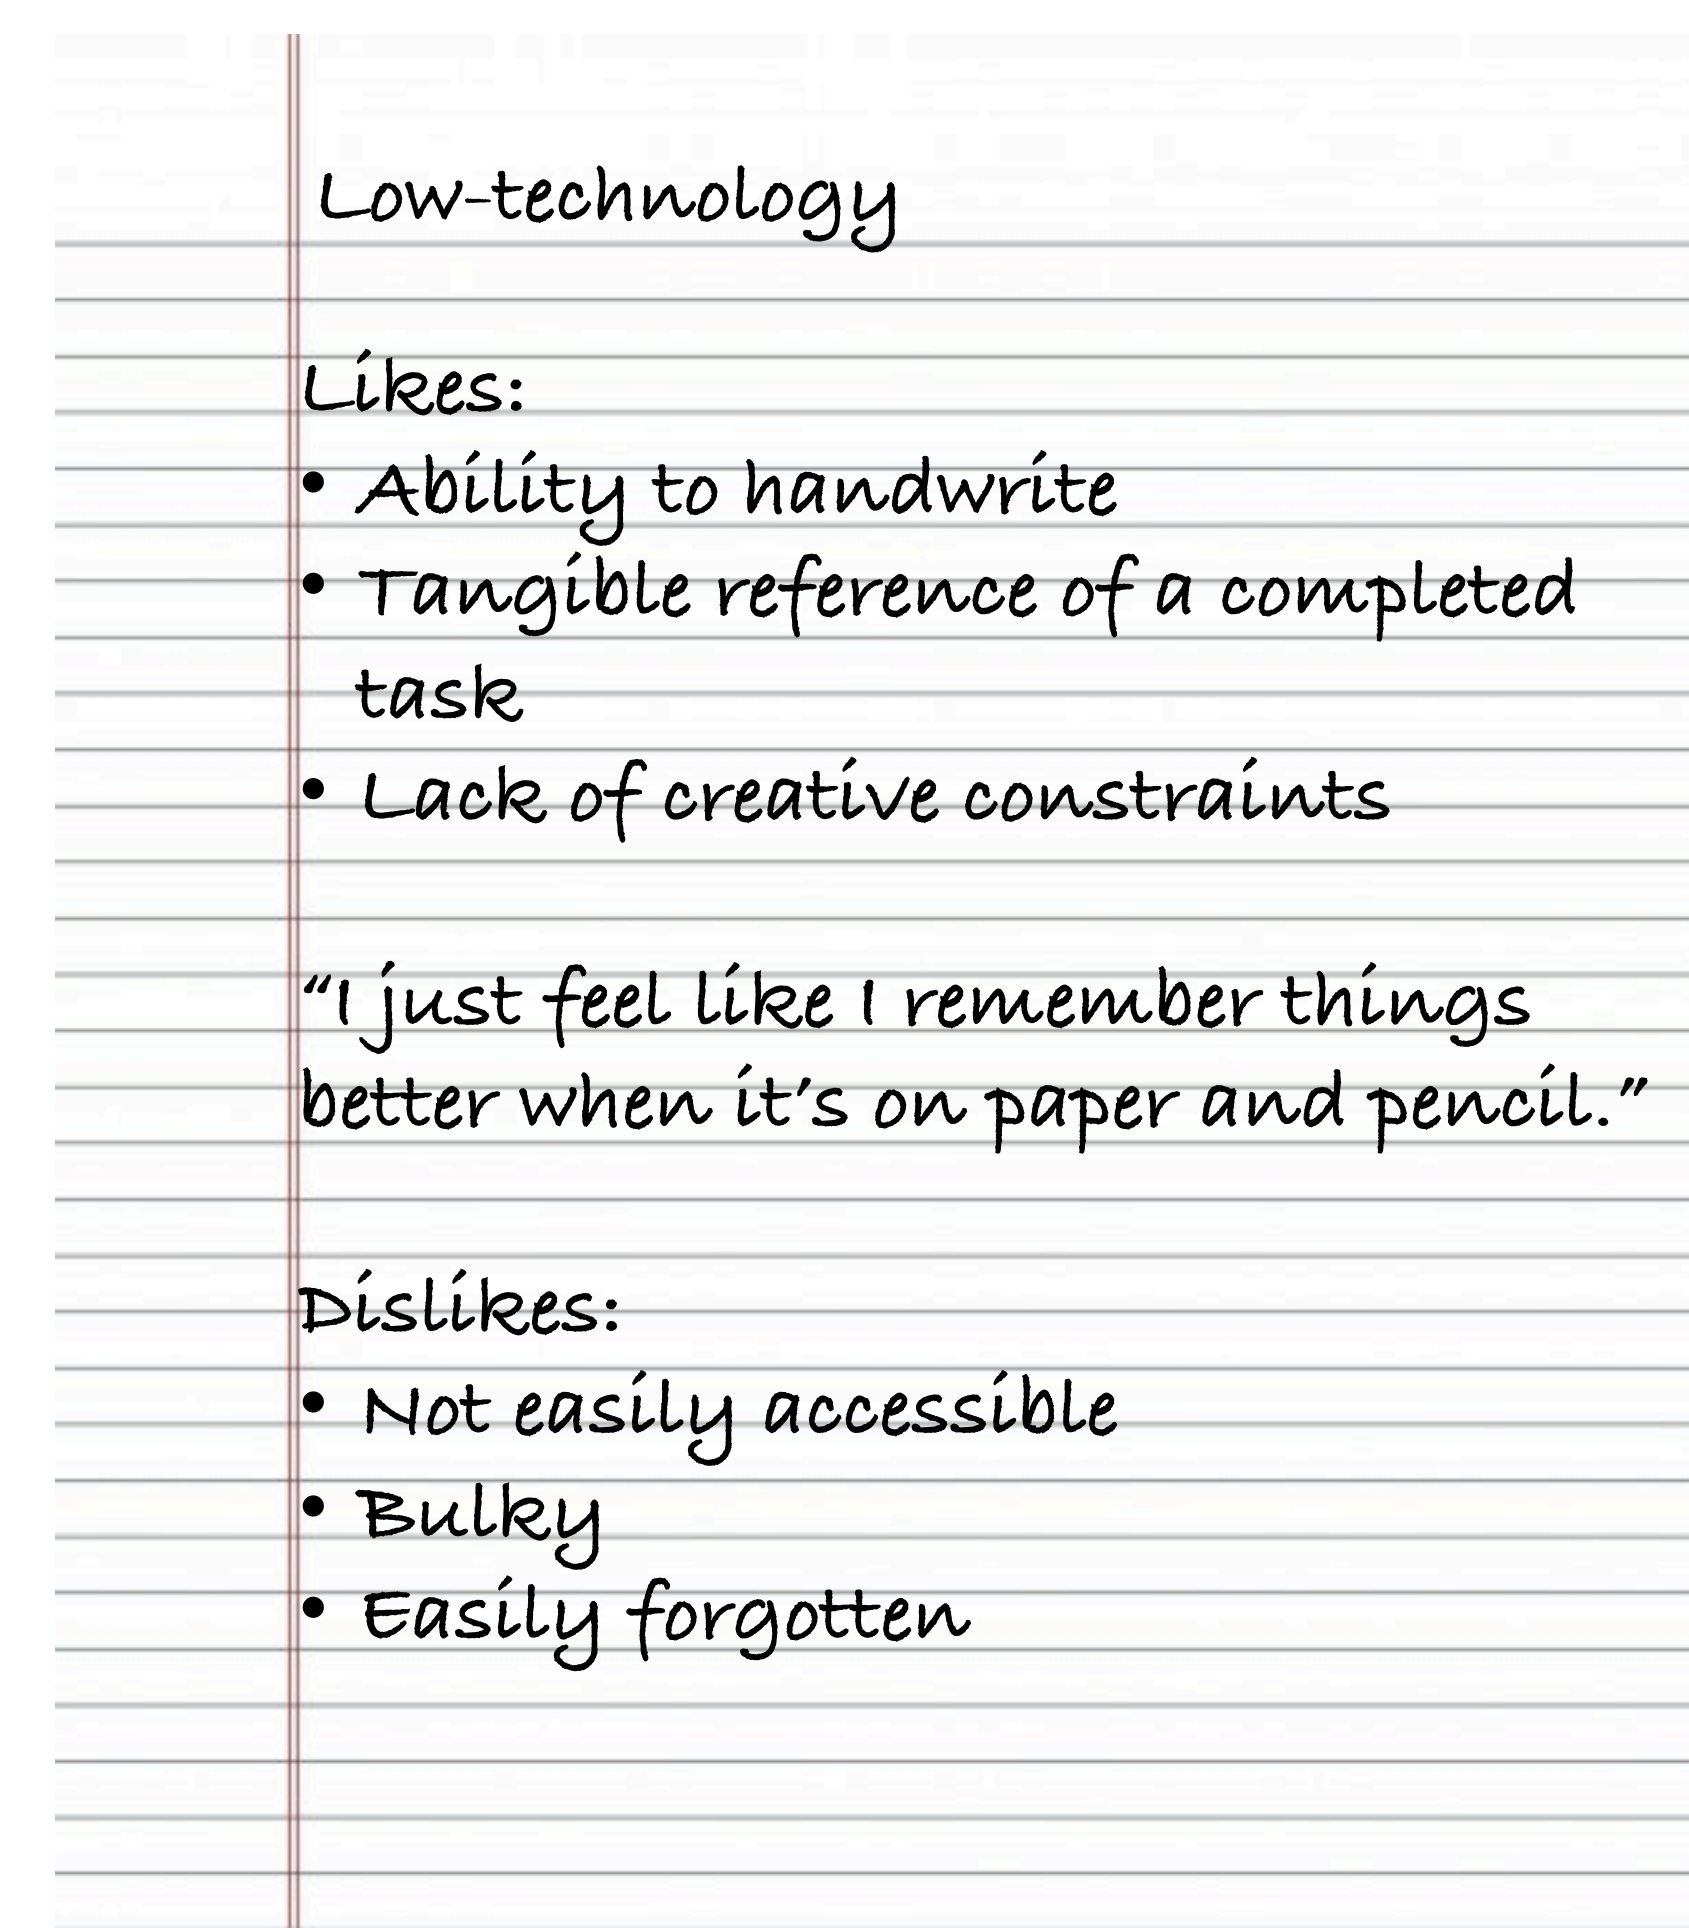 Low-technology
Likes:
• Ability to handwrite
• Tangible reference of a completed
task
• Lack of creative constraints
“I just feel like I remember things
better when it’s on paper and pencil.”
Dislikes:
• Not easily accessible
• Bulky
• Easily forgotten